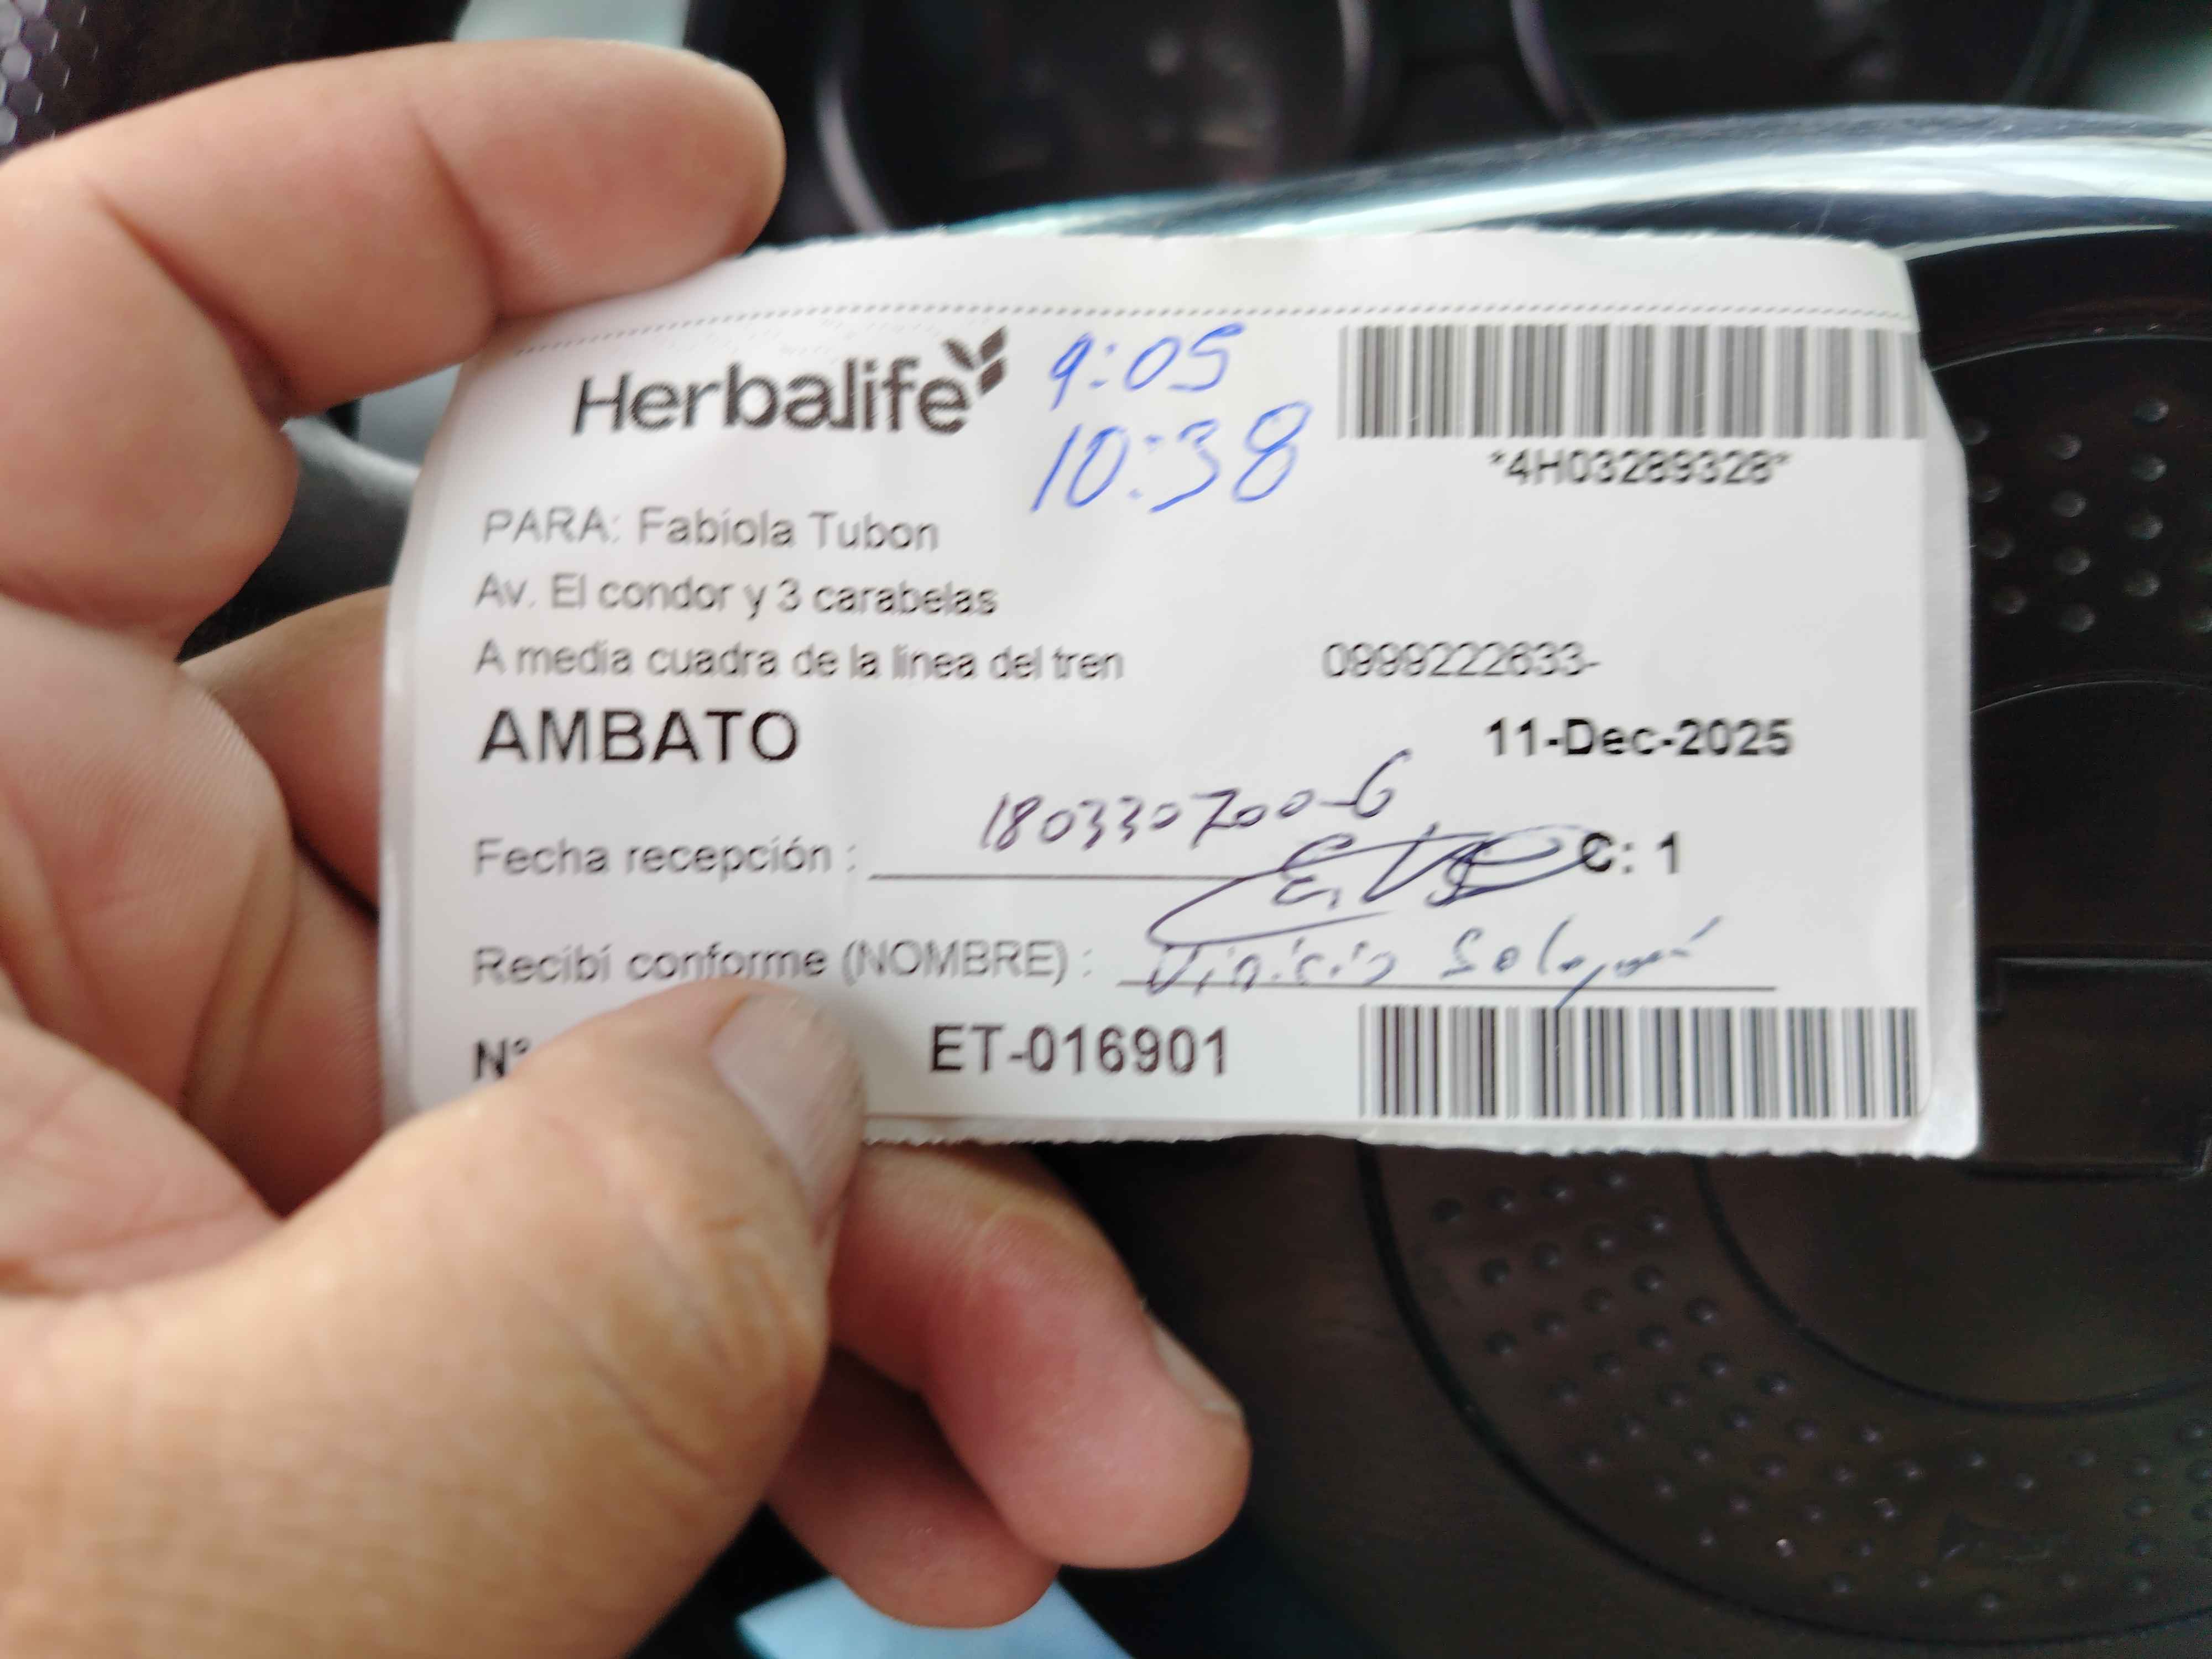 Herbalife
9:05
10:38
*4H03289328*
PARA: Fabiola Tubon
Av. El condor y 3 carabelas
A media cuadra de la linea del tren 0999222633-
AMBATO 11-Dec-2025
180330700-6
Fecha recepción : C: 1
Recibí conforme (NOMBRE) : Vinicio
N° ET-016901